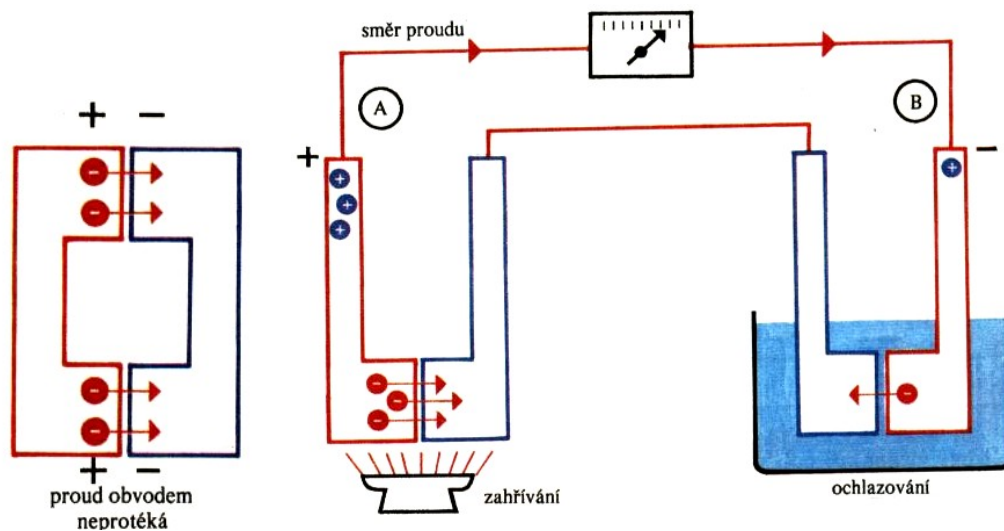 směr proudu
A
B
+ −
+
−
+
+
+
+
−
−
−
−
−
−
−
−
+ −
proud obvodem
neprotéká
zahřívání
ochlazování